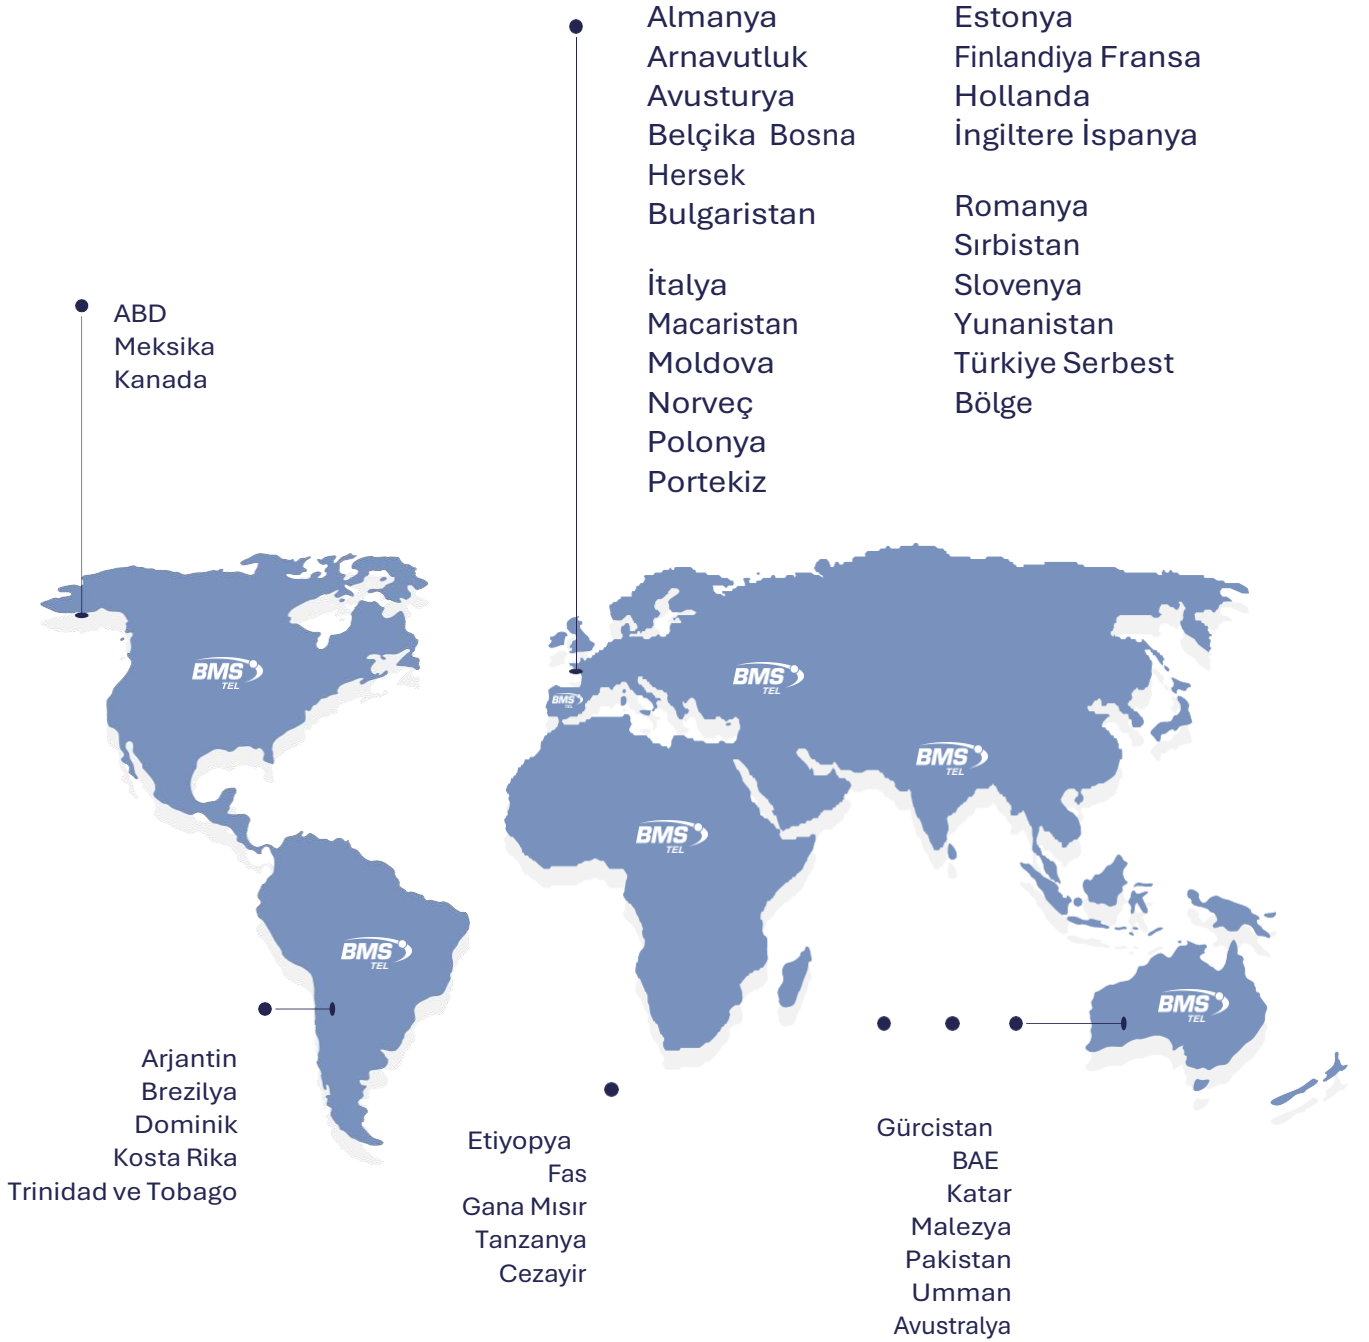 Almanya
Arnavutluk
Avusturya
Belçika Bosna
Hersek
Bulgaristan
İtalya
Macaristan
Moldova
Norveç
Polonya
Portekiz
Estonya
Finlandiya Fransa
Hollanda
İngiltere İspanya
Romanya
Sırbistan
Slovenya
Yunanistan
Türkiye Serbest
Bölge
ABD
Meksika
Kanada
BMS
TEL
BMS
TEL
BMS
TEL
BMS
TEL
BMS
TEL
BMS
TEL
BMS
TEL
Arjantin
Brezilya
Dominik
Kosta Rika
Trinidad ve Tobago
Etiyopya
Fas
Gana Mısır
Tanzanya
Cezayir
Gürcistan
BAE
Katar
Malezya
Pakistan
Umman
Avustralya